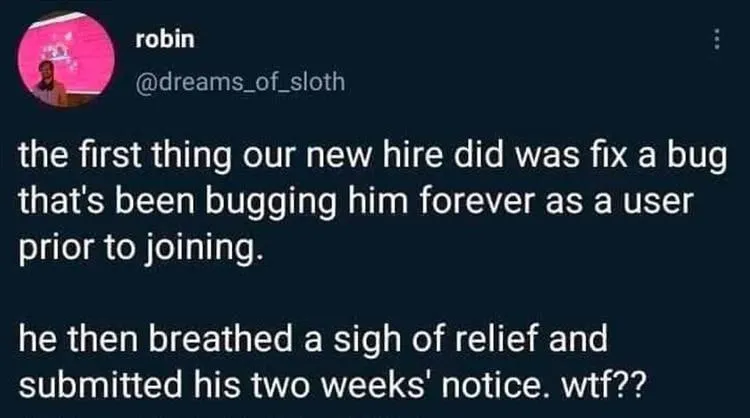 robin
@dreams_of_sloth
the first thing our new hire did was fix a bug
that's been bugging him forever as a user
prior to joining.
he then breathed a sigh of relief and
submitted his two weeks' notice. wtf??